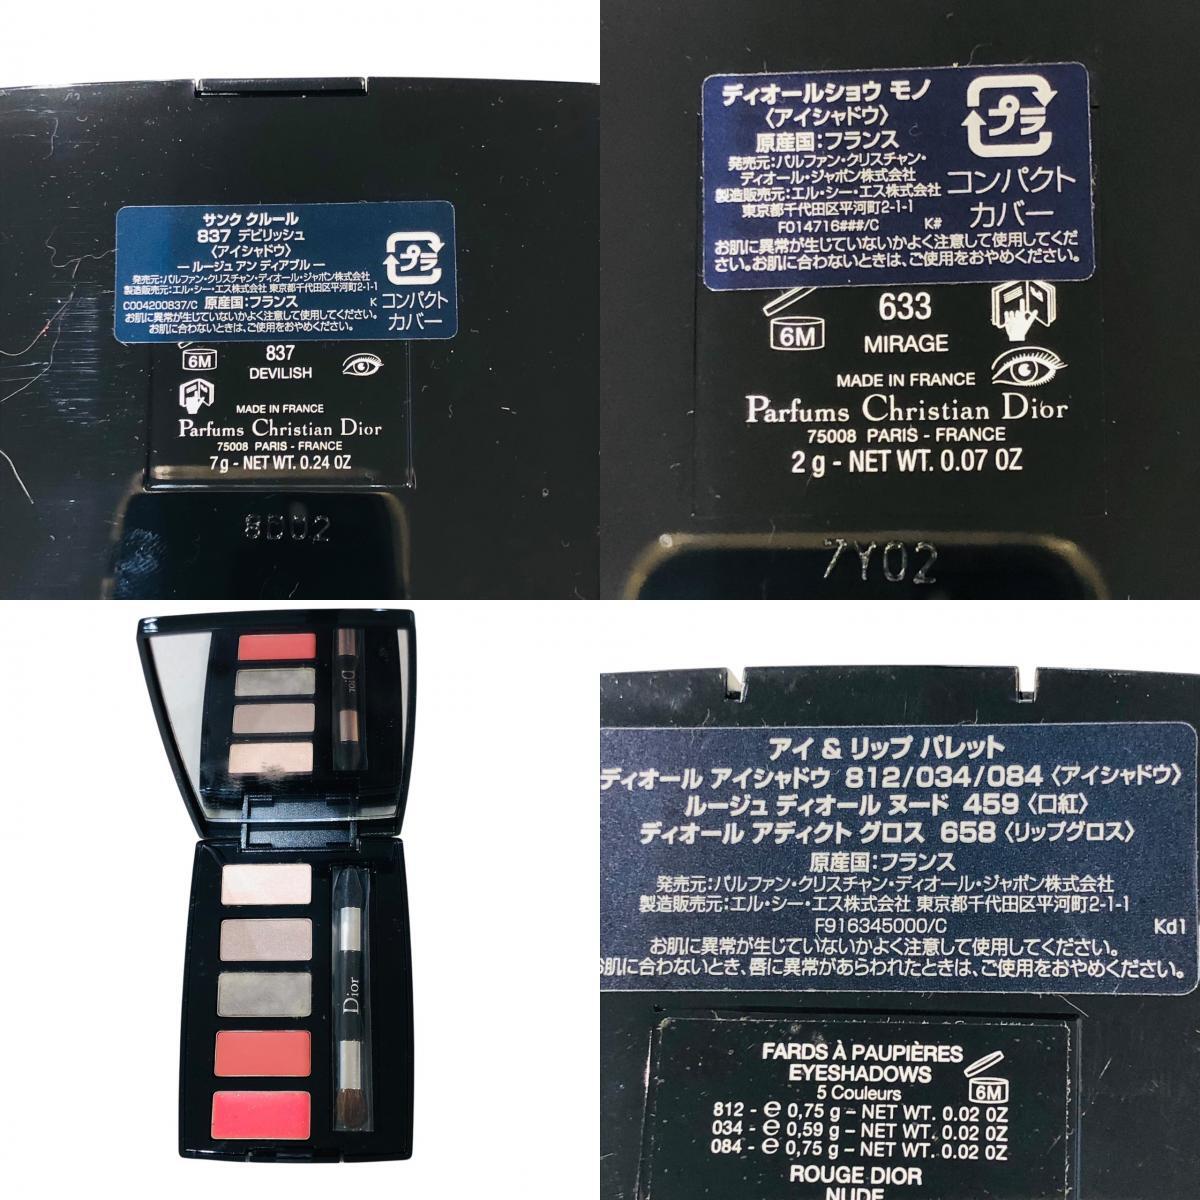 サンク クルール
837 デビリッシュ
〈アイシャドウ〉
― ルージュ アン ディアブル ―
発売元:パルファン・クリスチャン・ディオール・ジャポン株式会社
製造販売元:エル・シー・エス株式会社 東京都千代田区平河町2-1-1
C004200837/C 原産国:フランス K
お肌に異常が生じていないかよく注意して使用してください。
お肌に合わないときは、ご使用をおやめください。
プラ
コンパクト
カバー
6M
837
DEVILISH
MADE IN FRANCE
Parfums Christian Dior
75008 PARIS - FRANCE
7 g - NET WT. 0.24 OZ
ディオールショウ モノ
〈アイシャドウ〉
原産国:フランス
発売元:パルファン・クリスチャン・
ディオール・ジャポン株式会社
製造販売元:エル・シー・エス株式会社
東京都千代田区平河町2-1-1
F014716###/C K#
プラ
コンパクト
カバー
お肌に異常が生じていないかよく注意して使用してくだ
さい。お肌に合わないときは、ご使用をおやめください。
6M
633
MIRAGE
MADE IN FRANCE
Parfums Christian Dior
75008 PARIS - FRANCE
2 g - NET WT. 0.07 OZ
7Y02
Dior
Dior
アイ & リップ パレット
ディオール アイシャドウ 812/034/084 〈アイシャドウ〉
ルージュ ディオール ヌード 459 〈口紅〉
ディオール アディクト グロス 658 〈リップグロス〉
原産国:フランス
発売元:パルファン・クリスチャン・ディオール・ジャポン株式会社
製造販売元:エル・シー・エス株式会社 東京都千代田区平河町2-1-1
F916345000/C Kd1
お肌に異常が生じていないかよく注意して使用してください。
肌に合わないとき、唇に異常があらわれたときは、ご使用をおやめください。
FARDS À PAUPIÈRES
EYESHADOWS
5 Couleurs
6M
812 - e 0,75 g – NET WT. 0.02 OZ
034 - e 0,59 g – NET WT. 0.02 OZ
084 - e 0,75 g – NET WT. 0.02 OZ
ROUGE DIOR
NUDE